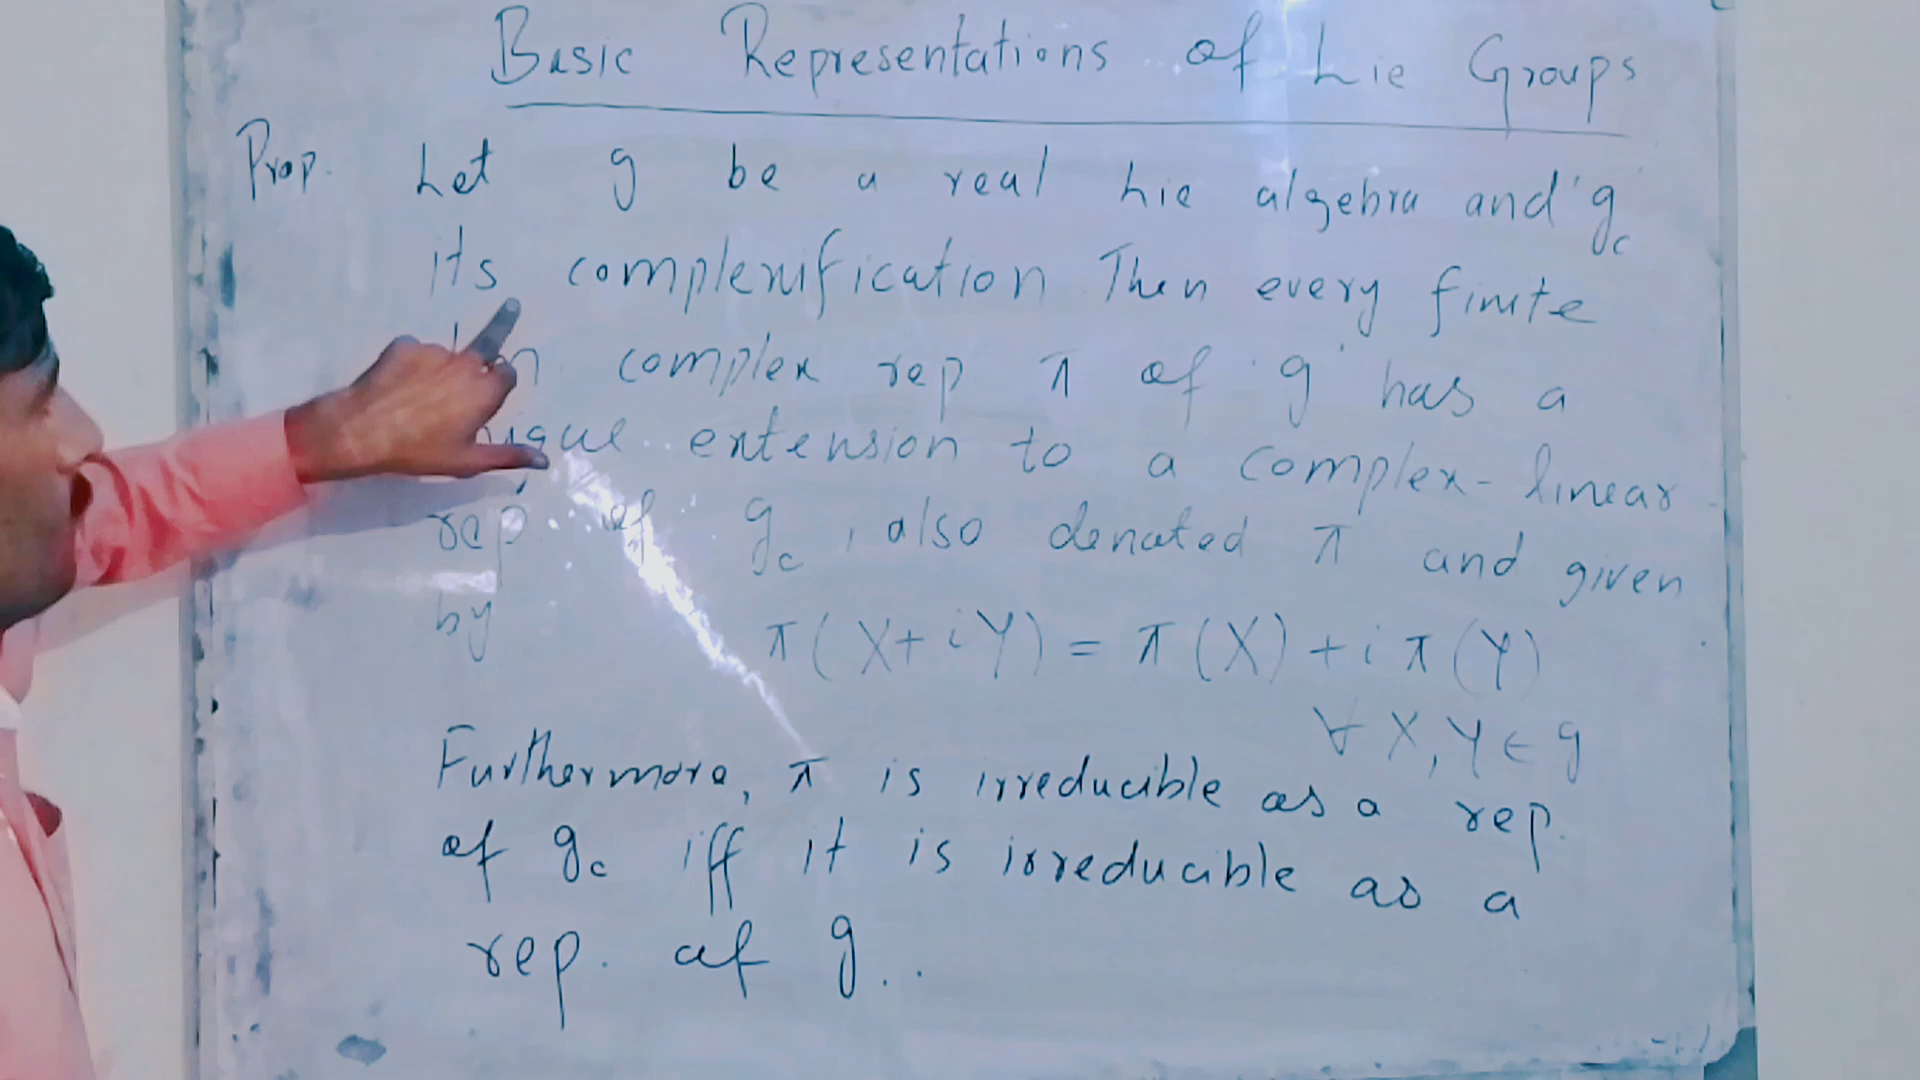 Basic Representations of Lie Groups
Prop. Let g be a real Lie algebra and g_c
its complexification Then every finite
complex rep π of g has a
extension to a complex-linear
rep. of g_c, also denoted π and given
by π(X+iY) = π(X) + i π(Y)
∀ X, Y ∈ g
Furthermore, π is irreducible as a rep.
of g_c iff it is irreducible as a
rep. of g.